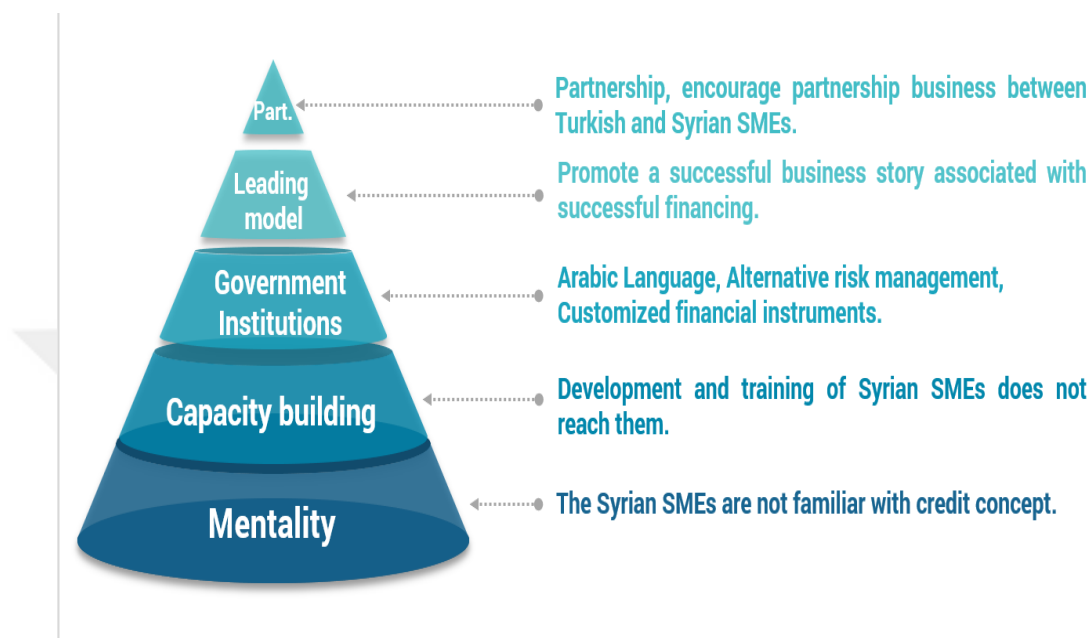 Part.
Partnership, encourage partnership business between
Turkish and Syrian SMEs.
Leading
model
Promote a successful business story associated with
successful financing.
Government
Institutions
Arabic Language, Alternative risk management,
Customized financial instruments.
Capacity building
Development and training of Syrian SMEs does not
reach them.
Mentality
The Syrian SMEs are not familiar with credit concept.